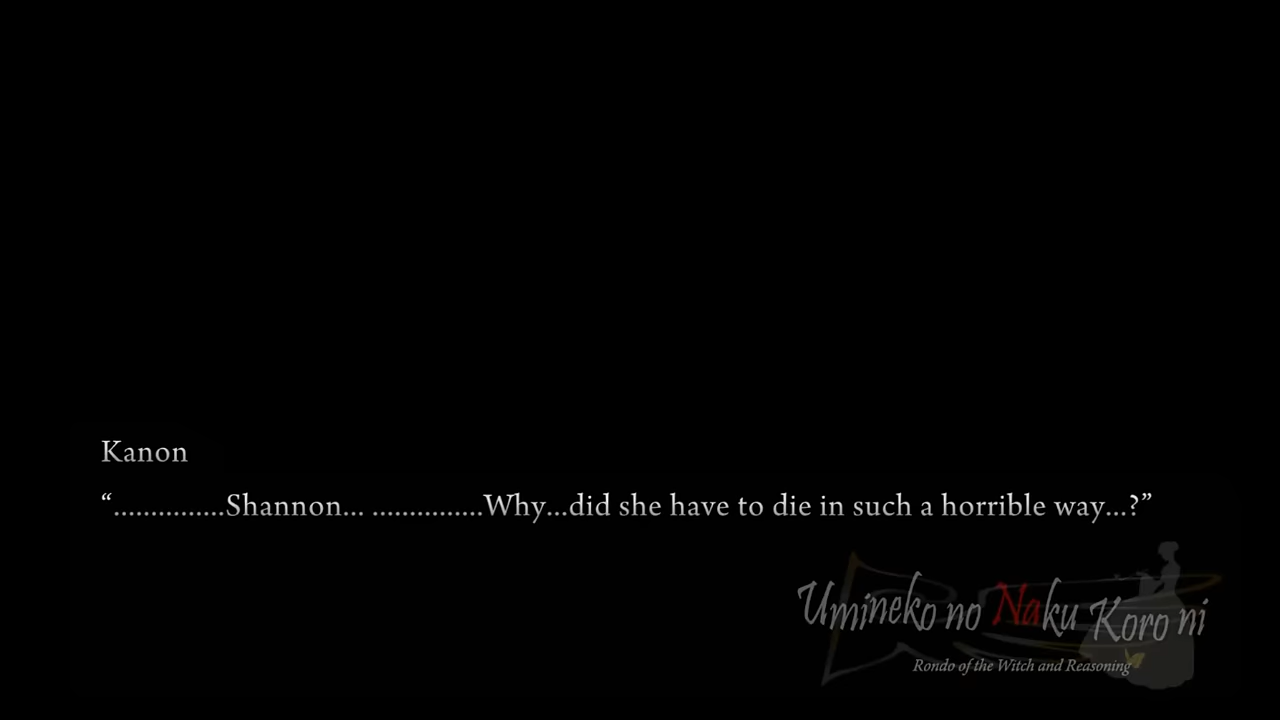 Kanon
“...............Shannon... ...............Why...did she have to die in such a horrible way...?”
Umineko no Naku Koro ni
Rondo of the Witch and Reasoning